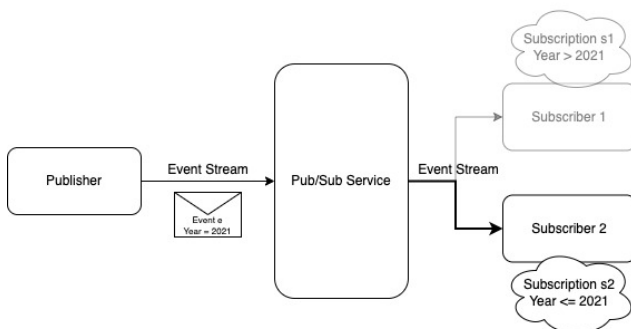 Subscription s1
Year > 2021
Subscriber 1
Publisher
Event Stream
Event e
Year = 2021
Pub/Sub Service
Event Stream
Subscriber 2
Subscription s2
Year <= 2021